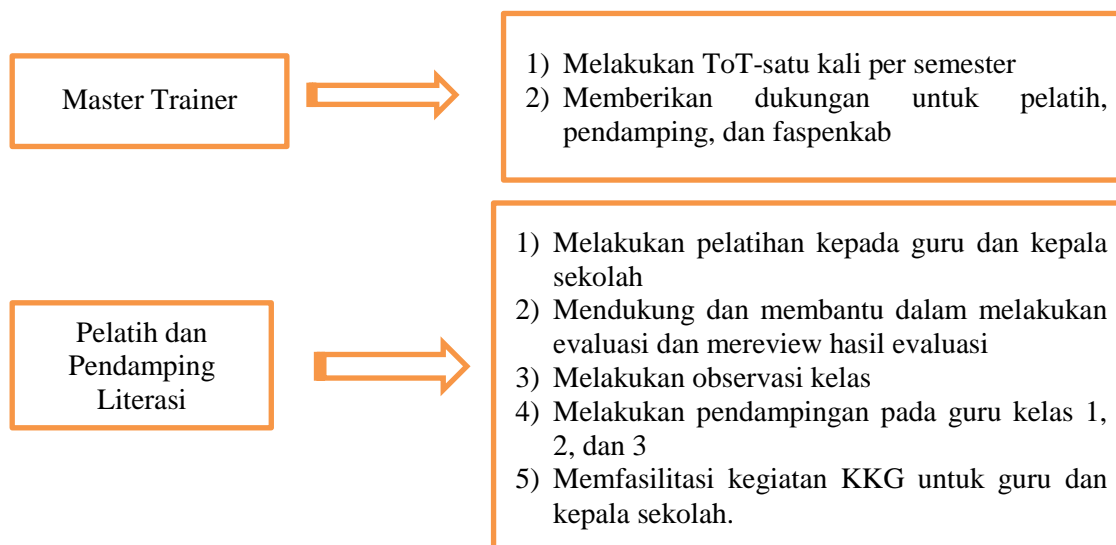 Master Trainer
1) Melakukan ToT-satu kali per semester
2) Memberikan dukungan untuk pelatih,
pendamping, dan faspenkab
Pelatih dan
Pendamping
Literasi
1) Melakukan pelatihan kepada guru dan kepala
sekolah
2) Mendukung dan membantu dalam melakukan
evaluasi dan mereview hasil evaluasi
3) Melakukan observasi kelas
4) Melakukan pendampingan pada guru kelas 1,
2, dan 3
5) Memfasilitasi kegiatan KKG untuk guru dan
kepala sekolah.